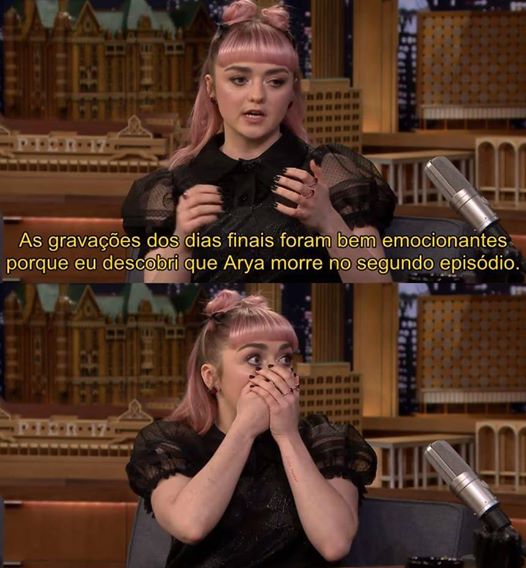 As gravações dos dias finais foram bem emocionantes
porque eu descobri que Arya morre no segundo episódio.